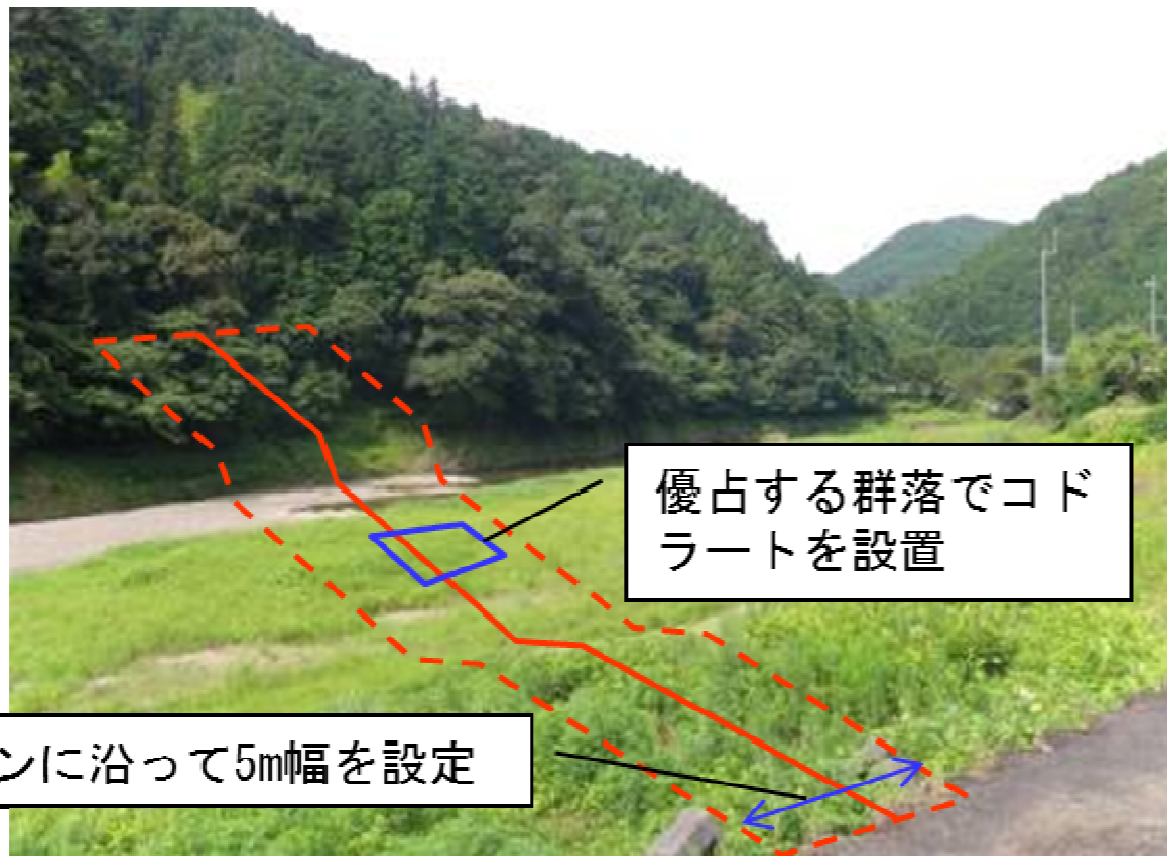 優占する群落でコド
ラートを設置
ンに沿って5m幅を設定